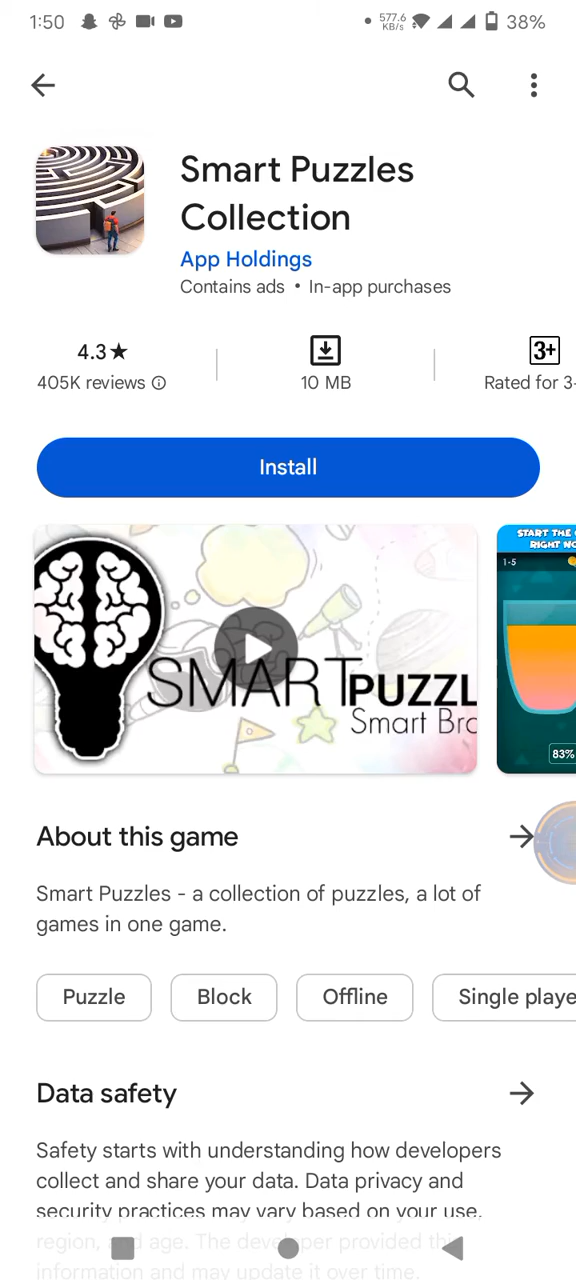 1:50
577.6 KB/s
38%
Smart Puzzles
Collection
App Holdings
Contains ads • In-app purchases
4.3★
405K reviews
10 MB
3+
Rated for 3
Install
START THE
RIGHT
1-5
SMART PUZZL
Smart Bra
83%
About this game
Smart Puzzles - a collection of puzzles, a lot of
games in one game.
Puzzle
Block
Offline
Single playe
Data safety
Safety starts with understanding how developers
collect and share your data. Data privacy and
security practices may vary based on your use,
region, and age. The developer provided this
information and may update it over time.